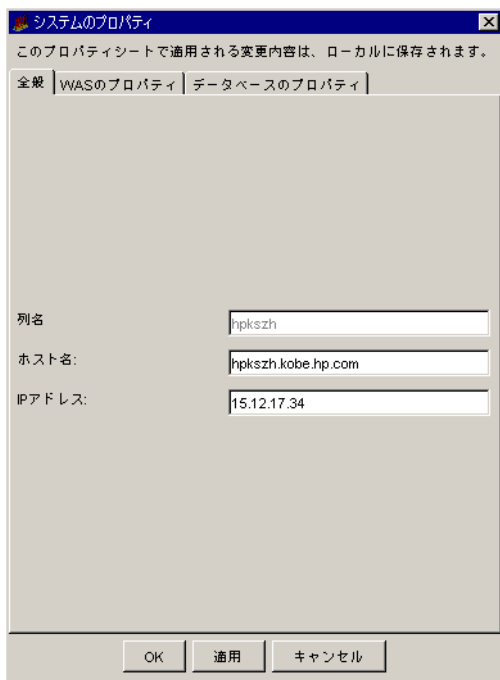 システムのプロパティ
このプロパティシートで適用される変更内容は、ローカルに保存されます。
全般 WASのプロパティ データベースのプロパティ
列名 hpkszh
ホスト名: hpkszh.kobe.hp.com
IPアドレス: 15.12.17.34
OK 適用 キャンセル